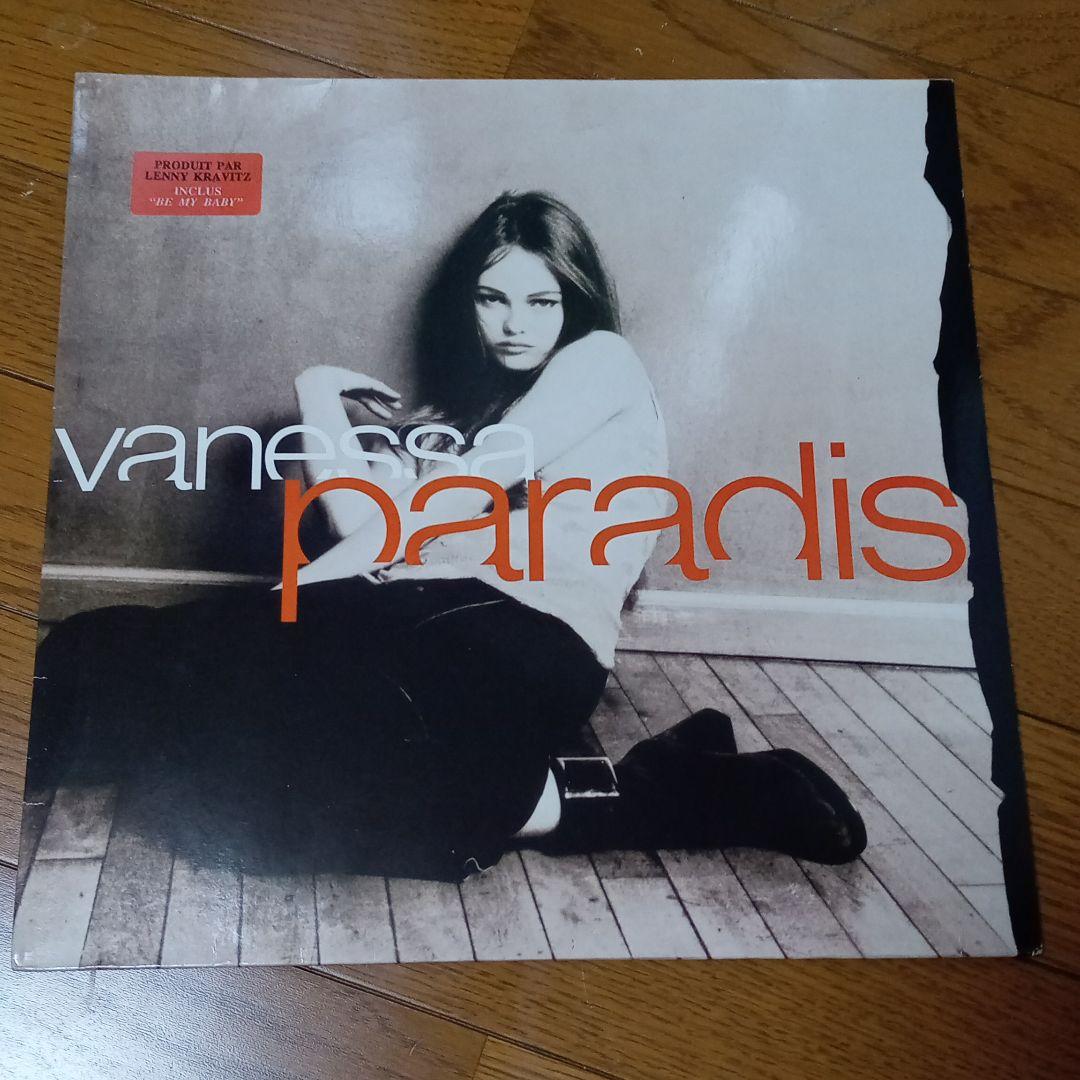 PRODUIT PAR
LENNY KRAVITZ
INCLUS
"BE MY BABY"
vanessa
paradis